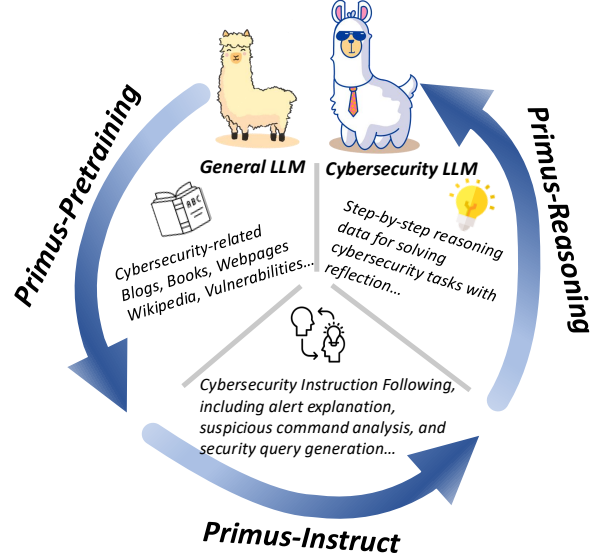 General LLM
Cybersecurity LLM
Primus-Pretraining
ABC
Cybersecurity-related
Blogs, Books, Webpages
Wikipedia, Vulnerabilities...
Step-by-step reasoning
data for solving
cybersecurity tasks with
reflection...
Primus-Reasoning
Cybersecurity Instruction Following,
including alert explanation,
suspicious command analysis, and
security query generation...
Primus-Instruct